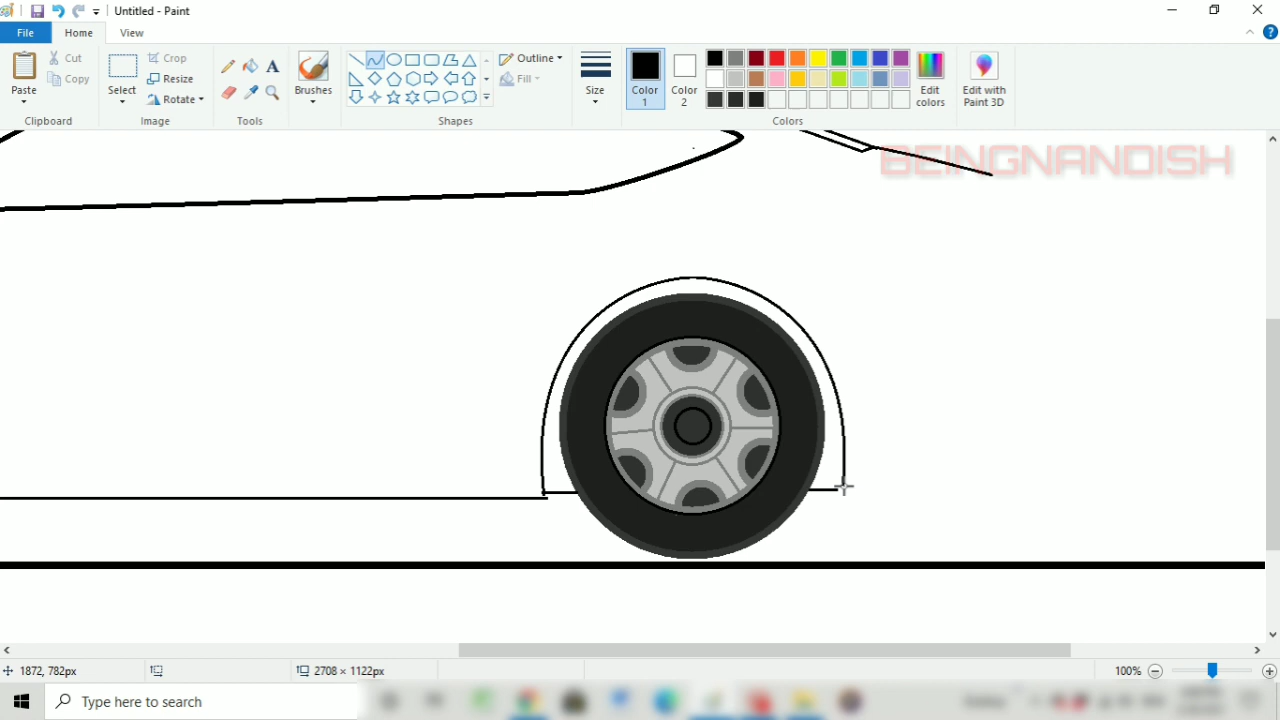 Untitled - Paint
File
Home
View
Paste
Cut
Copy
Clipboard
Select
Crop
Resize
Rotate
Image
A
Tools
Brushes
Shapes
Outline
Fill
Size
Color 1
Color 2
Colors
Edit colors
Edit with Paint 3D
BEINGNANDISH
1872, 782px
2708 × 1122px
100%
Type here to search